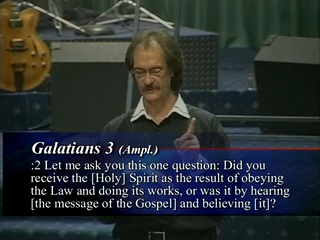 Galatians 3 (Ampl.)
:2 Let me ask you this one question: Did you
receive the [Holy] Spirit as the result of obeying
the Law and doing its works, or was it by hearing
[the message of the Gospel] and believing [it]?